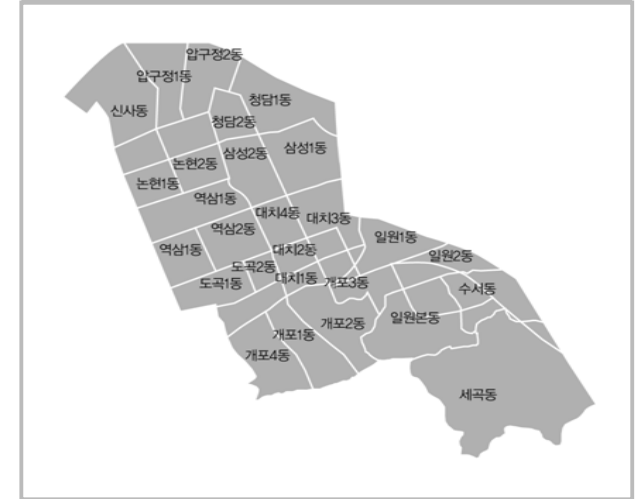 압구정2동
압구정1동
청담1동
신사동
청담2동
삼성1동
삼성2동
논현2동
논현1동
역삼1동
대치4동
대치3동
역삼2동
일원1동
역삼1동
대치2동
일원2동
도곡2동
대치1동
개포3동
도곡1동
수서동
일원본동
개포2동
개포1동
개포4동
세곡동